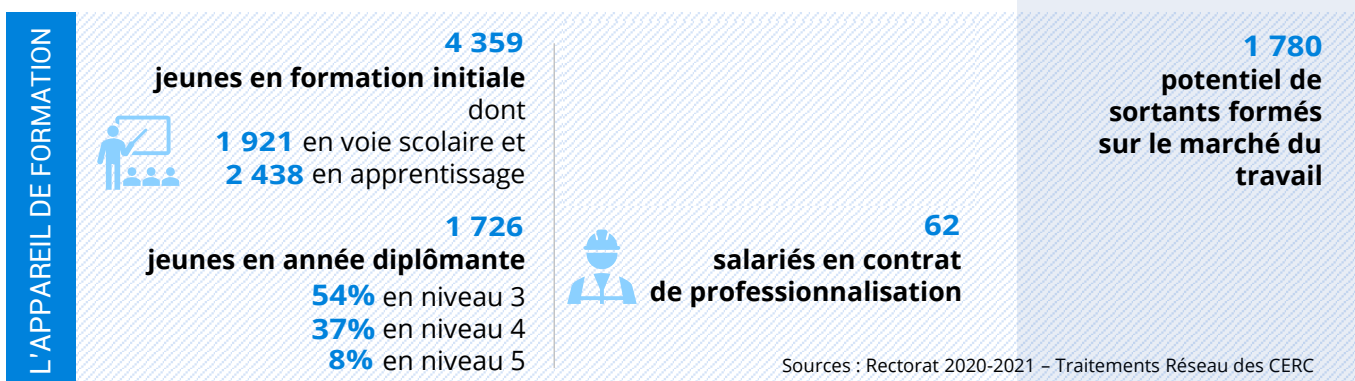 L'APPAREIL DE FORMATION
4 359
jeunes en formation initiale
dont
1 921 en voie scolaire et
2 438 en apprentissage
1 726
jeunes en année diplômante
54% en niveau 3
37% en niveau 4
8% en niveau 5
62
salariés en contrat
de professionnalisation
1 780
potentiel de
sortants formés
sur le marché du
travail
Sources : Rectorat 2020-2021 – Traitements Réseau des CERC